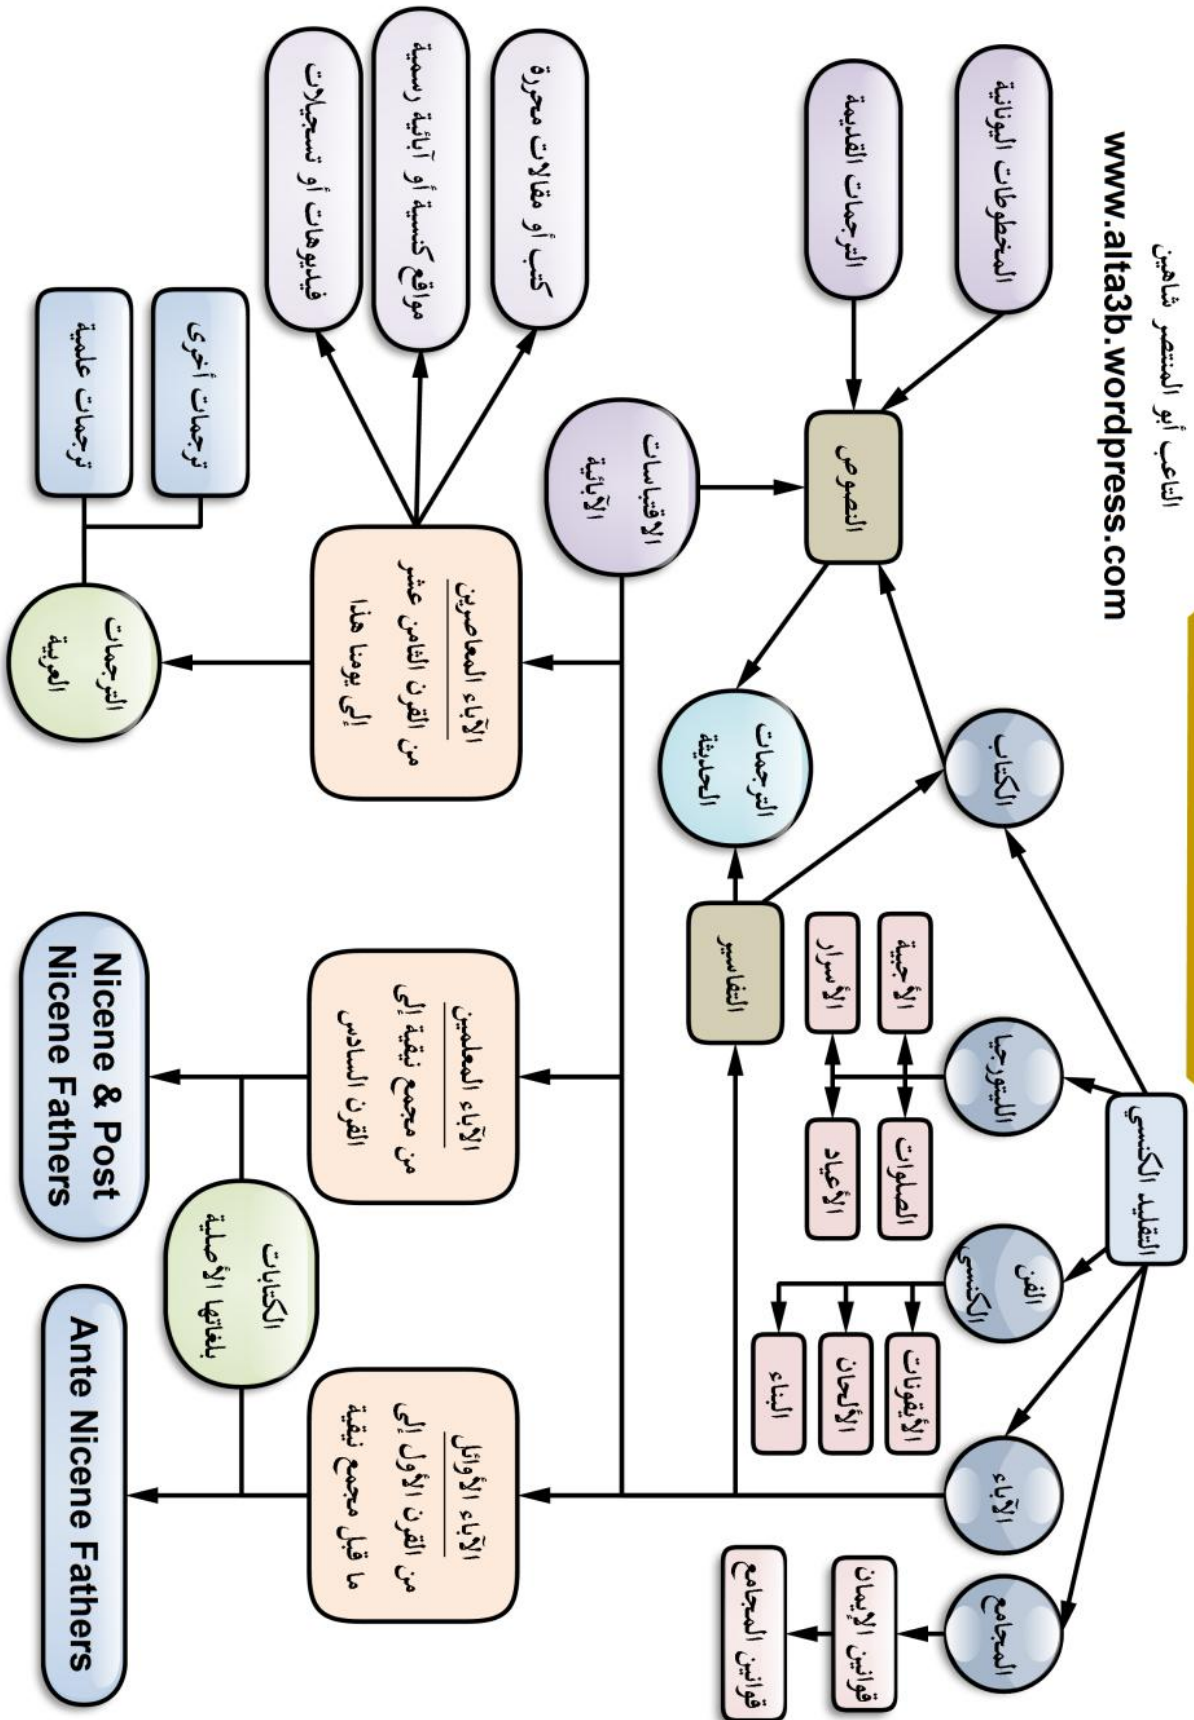 التاعب أبو المنتصر شاهين
www.alta3b.wordpress.com
التقليد الكنسي
الكتاب
الليتورجيا
الفن
الكنسي
الآباء
المجامع
المخطوطات اليونانية
الترجمات القديمة
النصوص
الاقتباسات
الآبائية
الترجمات
الحديثة
التفاسير
الأجبية
الأسرار
الصلوات
الأعياد
الأيقونات
الألحان
البناء
قوانين الإيمان
قوانين المجامع
كتب أو مقالات محررة
مواقع كنسية أو آبائية رسمية
فيديوهات أو تسجيلات
الآباء المعاصرين
من القرن الثامن عشر
إلى يومنا هذا
الآباء المعلمين
من مجمع نيقية إلى
القرن السادس
الآباء الأوائل
من القرن الأول إلى
ما قبل مجمع نيقية
ترجمات أخرى
ترجمات علمية
الترجمات
العربية
الكتابات
بلغاتها الأصلية
Nicene & Post
Nicene Fathers
Ante Nicene Fathers